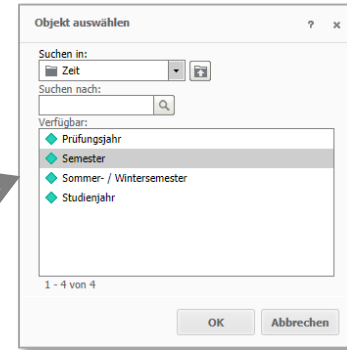 Objekt auswählen ? x
Suchen in:
Zeit
Suchen nach:
Verfügbar:
Prüfungsjahr
Semester
Sommer- / Wintersemester
Studienjahr
1 - 4 von 4
OK Abbrechen